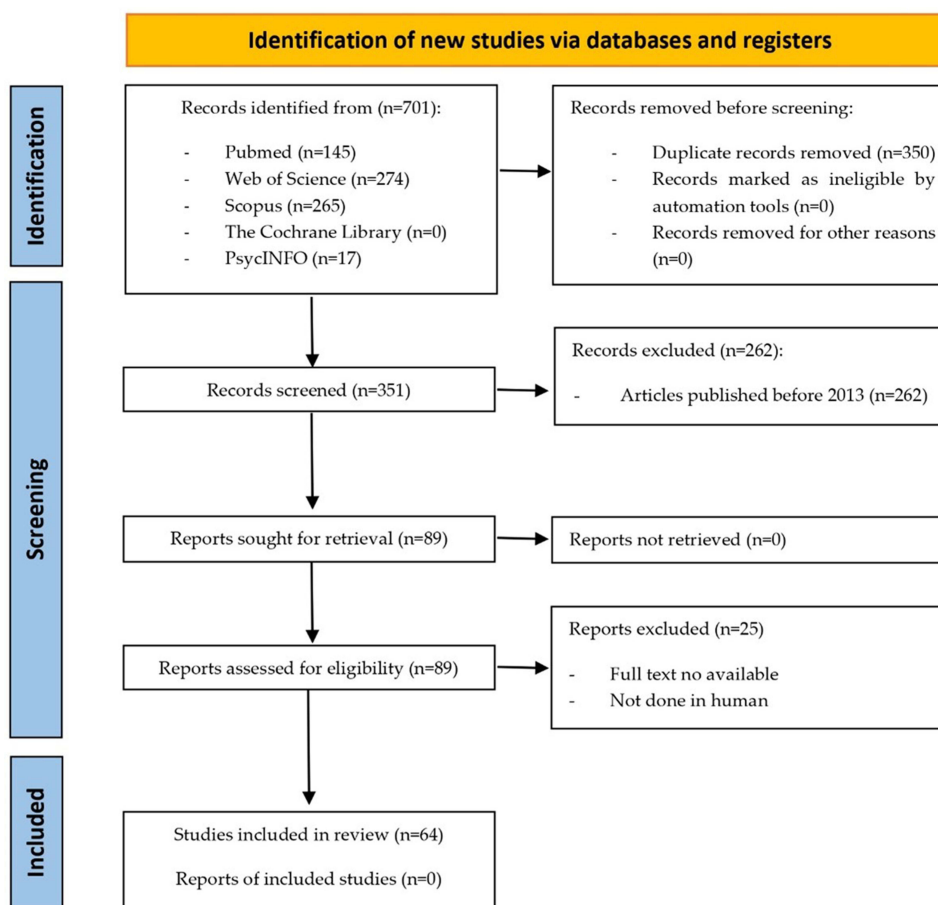 Identification of new studies via databases and registers
Identification
Records identified from (n=701):
- Pubmed (n=145)
- Web of Science (n=274)
- Scopus (n=265)
- The Cochrane Library (n=0)
- PsycINFO (n=17)
Records removed before screening:
- Duplicate records removed (n=350)
- Records marked as ineligible by
automation tools (n=0)
- Records removed for other reasons
(n=0)
Screening
Records screened (n=351)
Records excluded (n=262):
- Articles published before 2013 (n=262)
Reports sought for retrieval (n=89)
Reports not retrieved (n=0)
Reports assessed for eligibility (n=89)
Reports excluded (n=25)
- Full text no available
- Not done in human
Included
Studies included in review (n=64)
Reports of included studies (n=0)